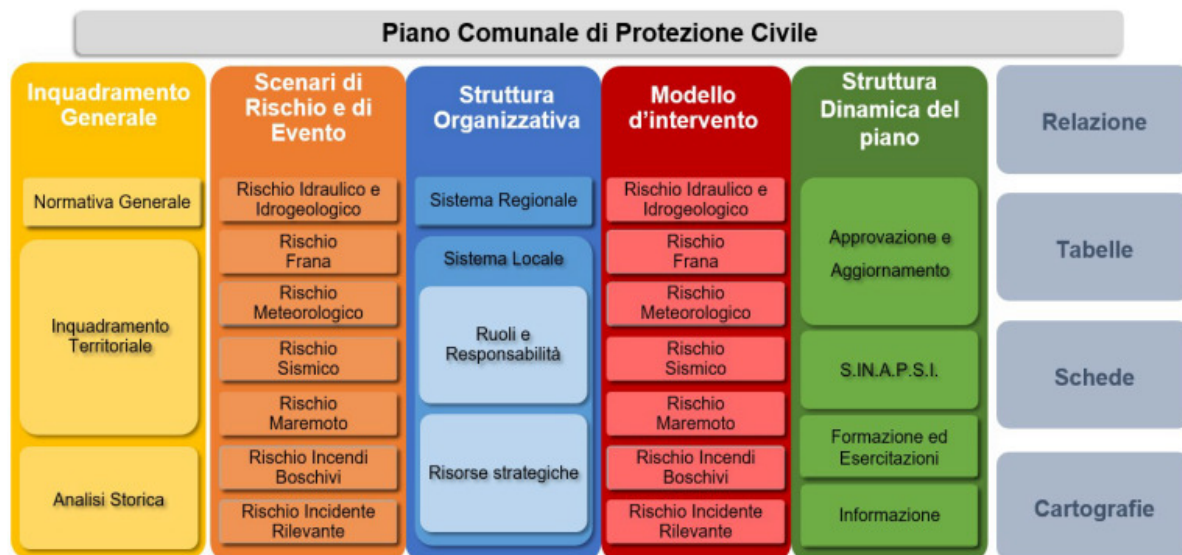 Piano Comunale di Protezione Civile
Inquadramento
Generale
Normativa Generale
Inquadramento
Territoriale
Analisi Storica
Scenari di
Rischio e di
Evento
Rischio Idraulico e
Idrogeologico
Rischio
Frana
Rischio
Meteorologico
Rischio
Sismico
Rischio
Maremoto
Rischio Incendi
Boschivi
Rischio Incidente
Rilevante
Struttura
Organizzativa
Sistema Regionale
Sistema Locale
Ruoli e
Responsabilità
Risorse strategiche
Modello
d'intervento
Rischio Idraulico e
Idrogeologico
Rischio
Frana
Rischio
Meteorologico
Rischio
Sismico
Rischio
Maremoto
Rischio Incendi
Boschivi
Rischio Incidente
Rilevante
Struttura
Dinamica del
piano
Approvazione e
Aggiornamento
S.IN.A.P.S.I.
Formazione ed
Esercitazioni
Informazione
Relazione
Tabelle
Schede
Cartografie